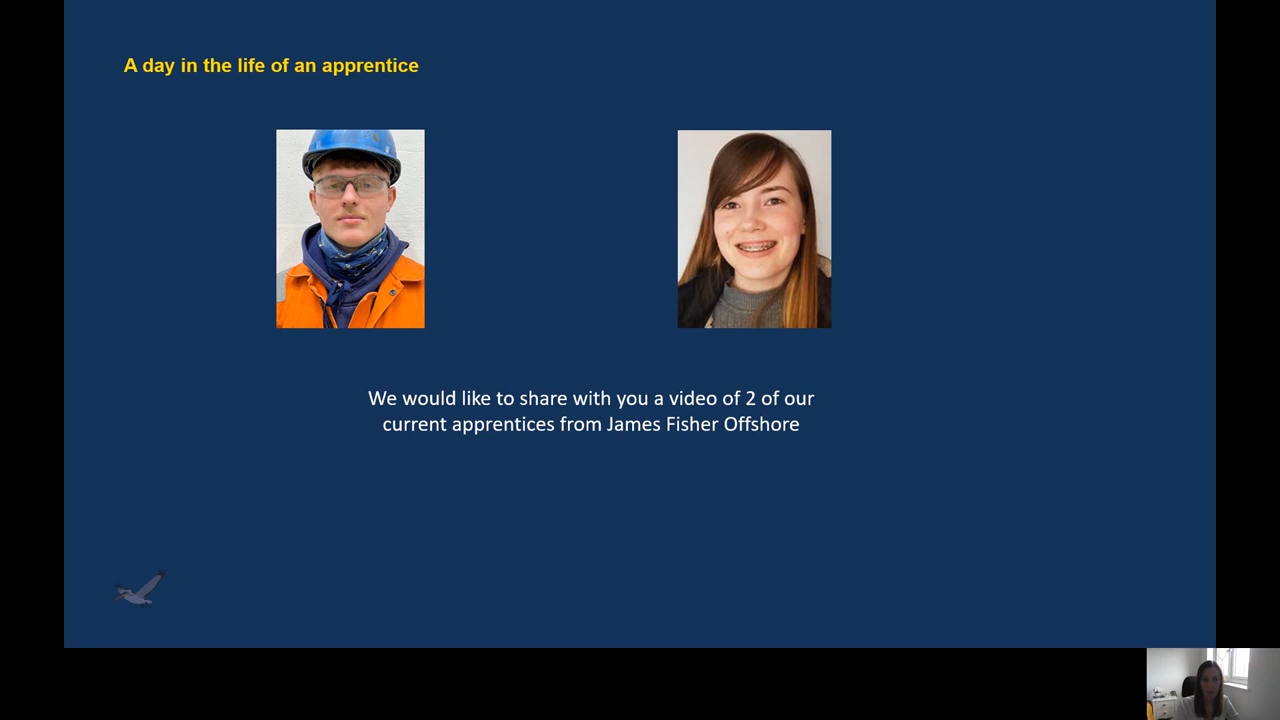 A day in the life of an apprentice
We would like to share with you a video of 2 of our
current apprentices from James Fisher Offshore